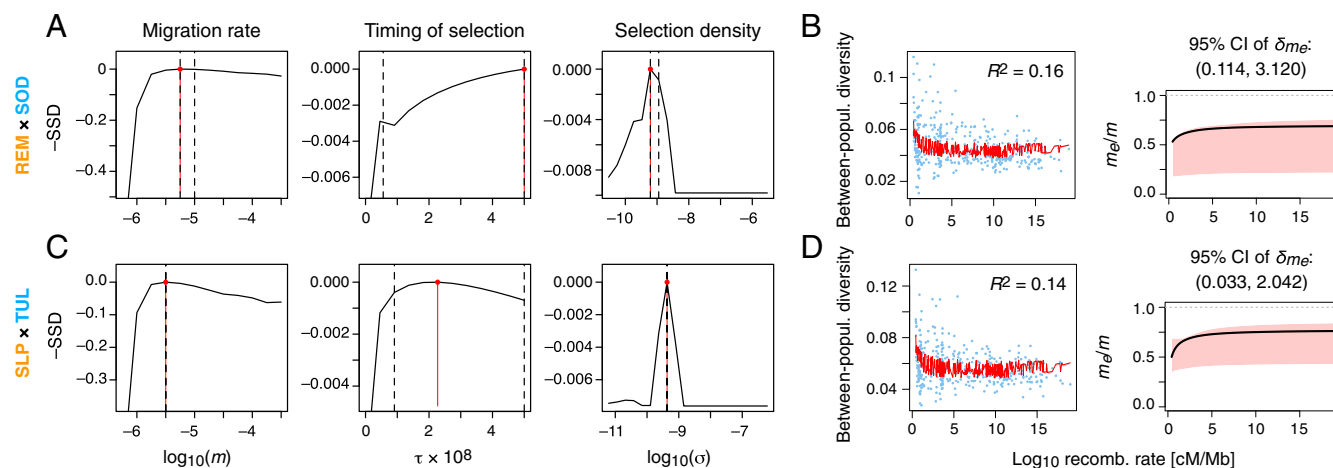 A
Migration rate
Timing of selection
Selection density
B
REM × SOD
–SSD
0
–0.2
–0.4
–6
–5
–4
0.000
–0.002
–0.004
–0.006
0
2
4
0.000
–0.004
–0.008
–10
–8
–6
Between-popul. diversity
0.1
0.06
0.02
R² = 0.16
0
5
10
15
95% CI of δme:
(0.114, 3.120)
me/m
1.0
0.5
0.0
0
5
10
15
C
SLP × TUL
–SSD
0.0
–0.1
–0.3
–6
–5
–4
log10(m)
0.000
–0.002
–0.004
0
2
4
τ × 10⁸
0.000
–0.002
–0.004
–0.006
–11
–9
–7
log10(σ)
D
Between-popul. diversity
0.12
0.08
0.04
R² = 0.14
0
5
10
15
95% CI of δme:
(0.033, 2.042)
me/m
1.0
0.5
0.0
0
5
10
15
Log10 recomb. rate [cM/Mb]